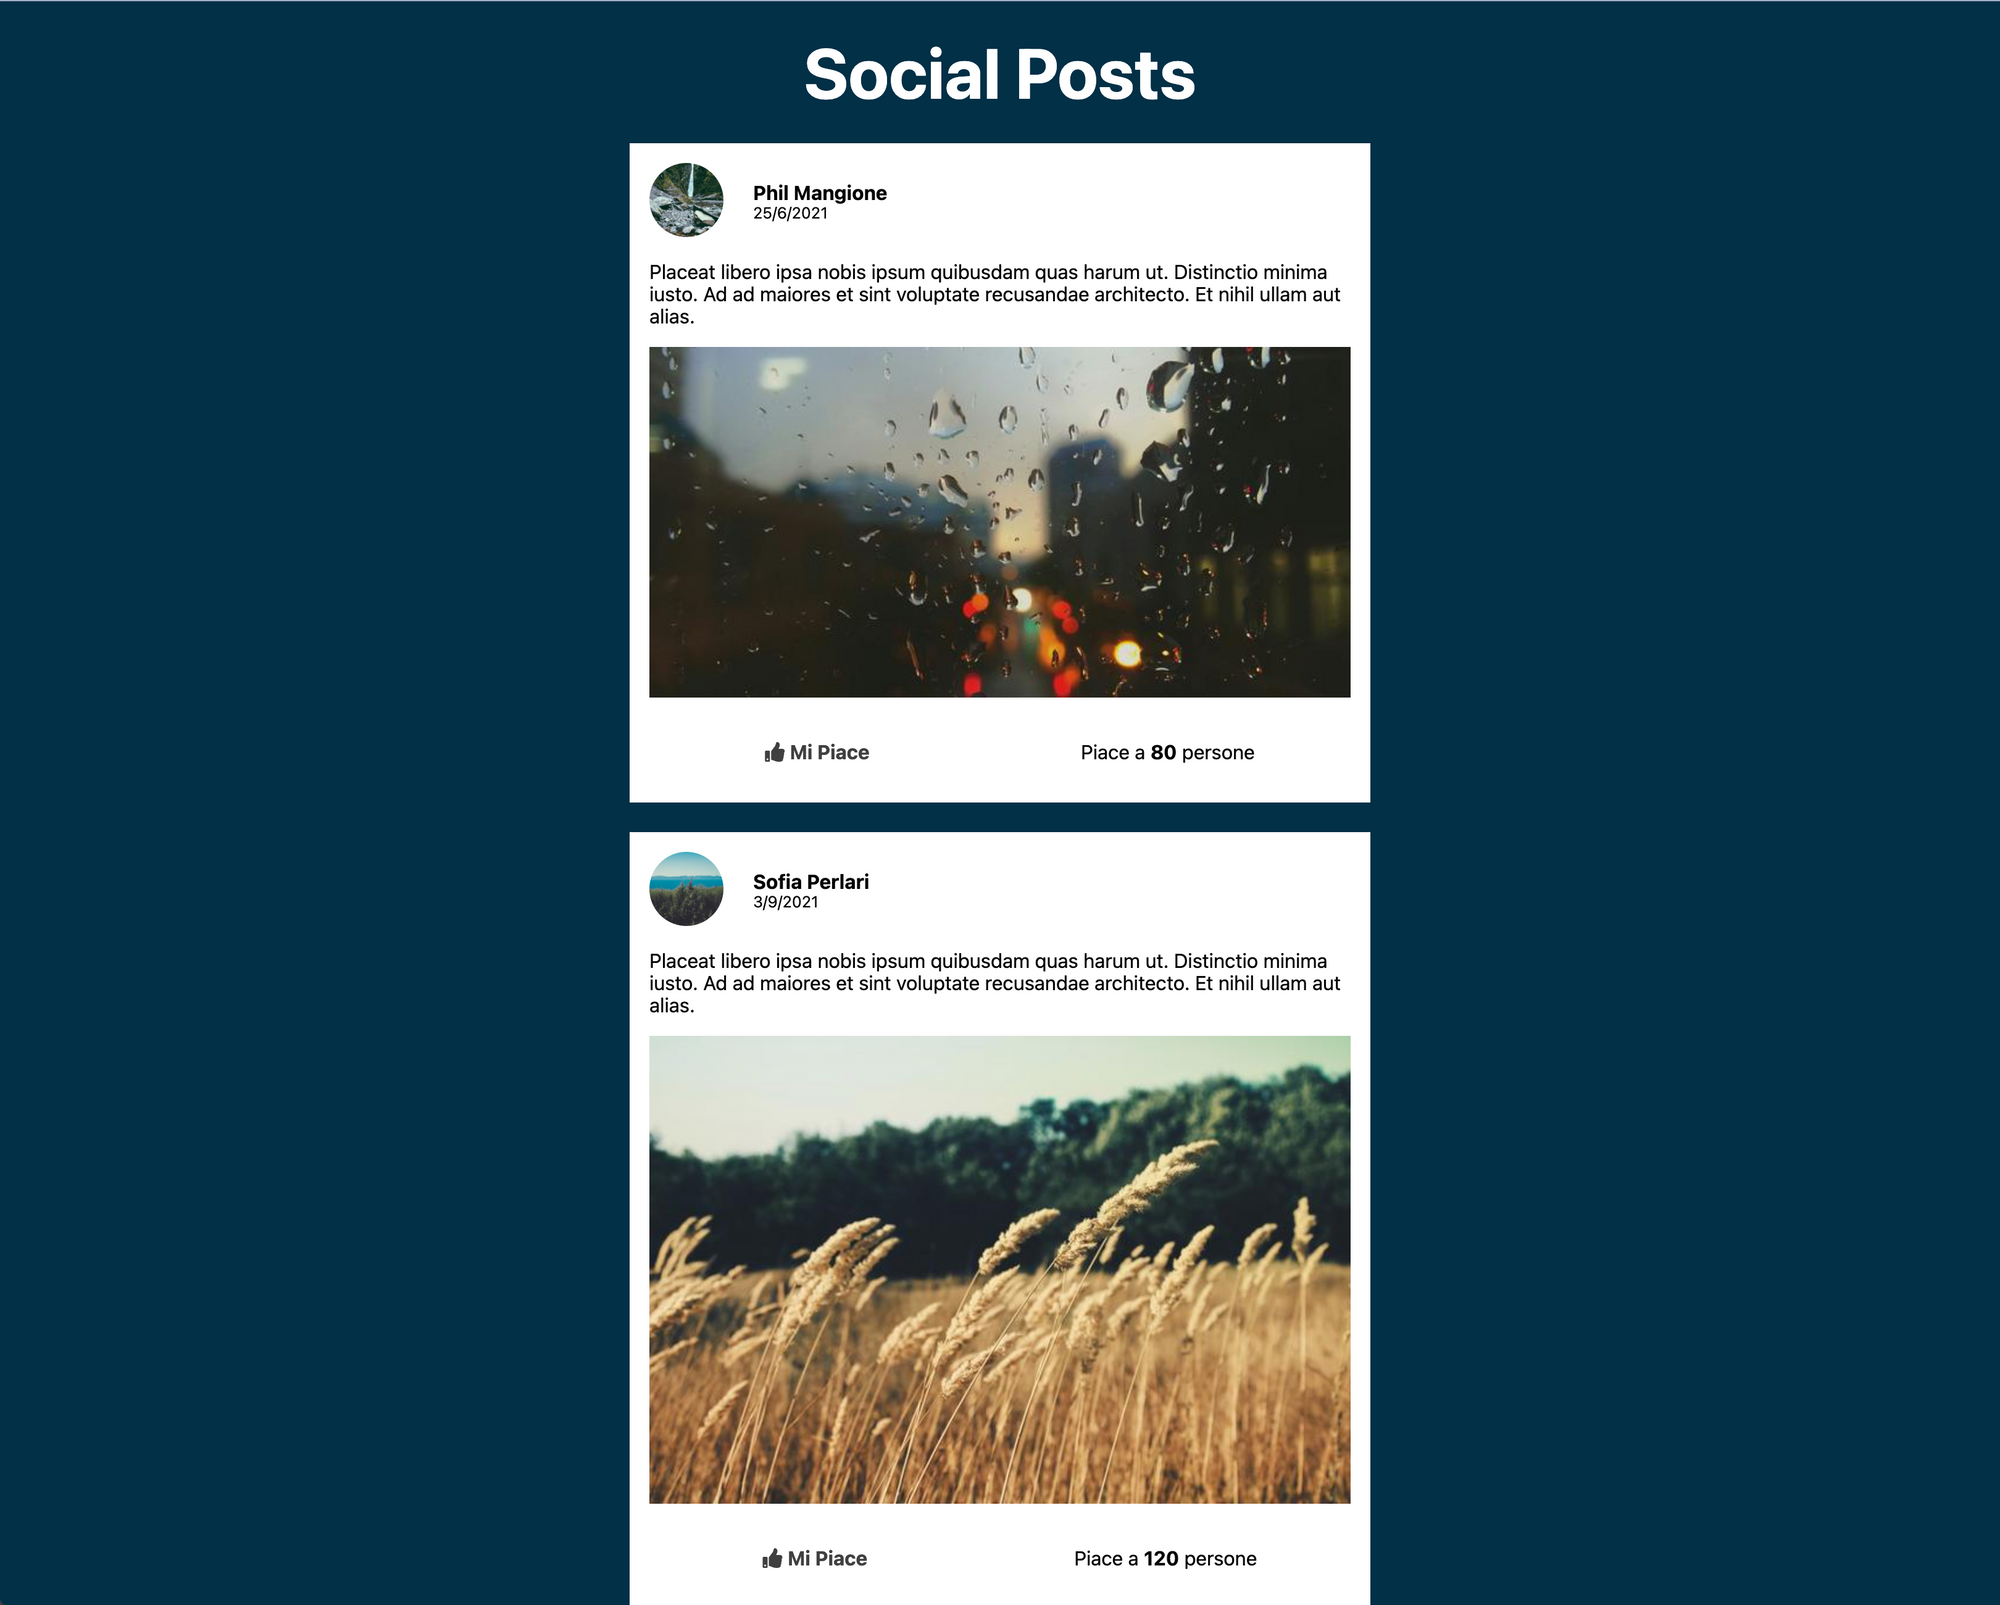 Social Posts
Phil Mangione
25/6/2021
Placeat libero ipsa nobis ipsum quibusdam quas harum ut. Distinctio minima
iusto. Ad ad maiores et sint voluptate recusandae architecto. Et nihil ullam aut
alias.
Mi Piace
Piace a 80 persone
Sofia Perlari
3/9/2021
Placeat libero ipsa nobis ipsum quibusdam quas harum ut. Distinctio minima
iusto. Ad ad maiores et sint voluptate recusandae architecto. Et nihil ullam aut
alias.
Mi Piace
Piace a 120 persone